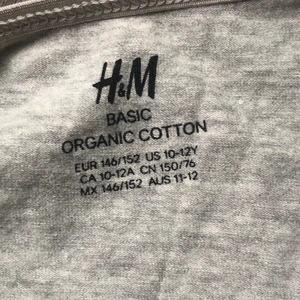 H&M
BASIC
ORGANIC COTTON
EUR 146/152 US 10-12Y
CA 10-12A CN 150/76
MX 146/152 AUS 11-12